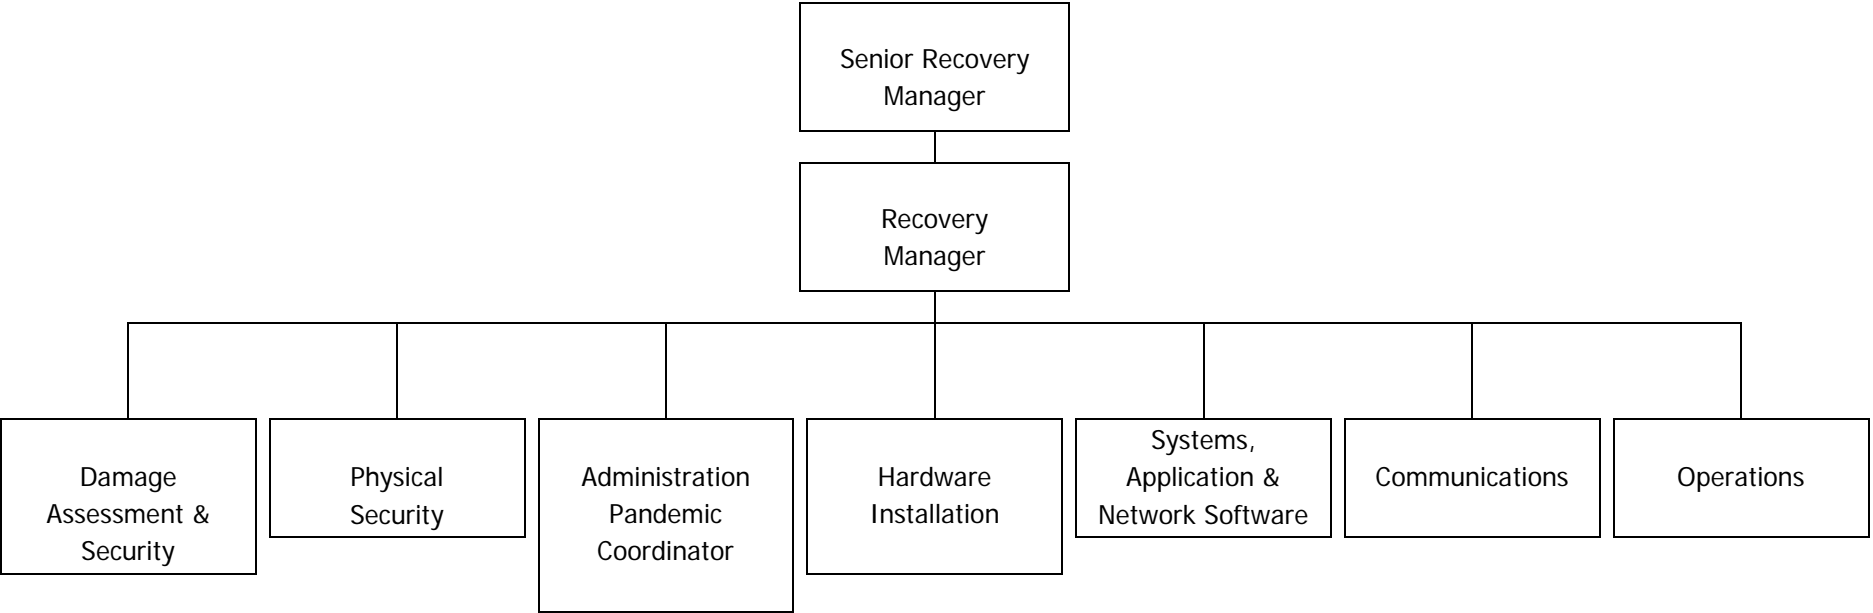 Senior Recovery
Manager
Recovery
Manager
Damage
Assessment &
Security
Physical
Security
Administration
Pandemic
Coordinator
Hardware
Installation
Systems,
Application &
Network Software
Communications
Operations